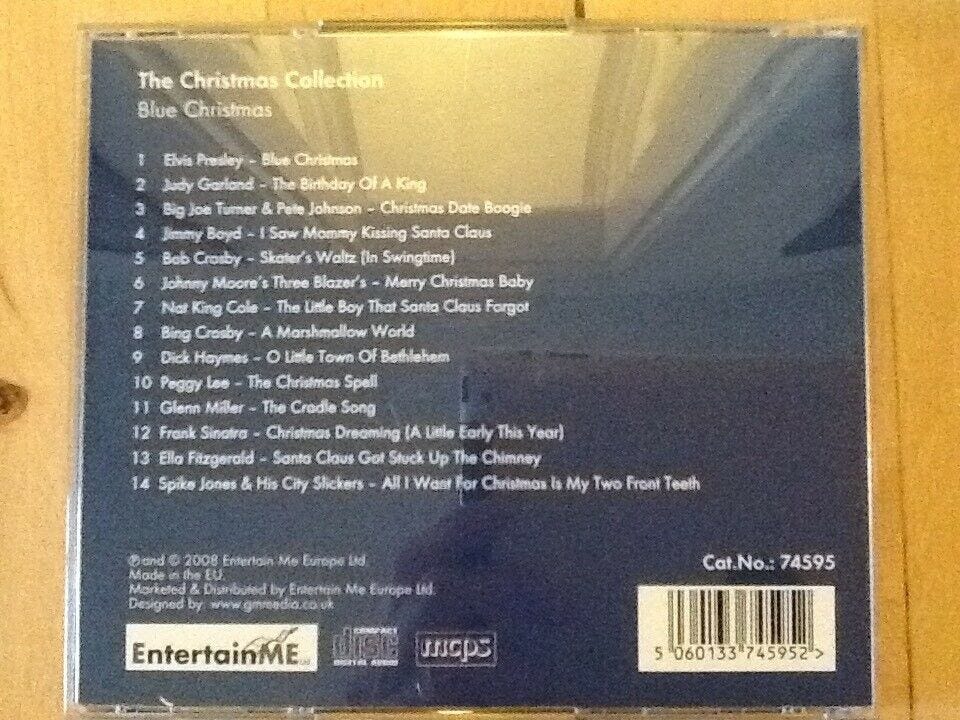 The Christmas Collection
Blue Christmas
1 Elvis Presley - Blue Christmas
2 Judy Garland - The Birthday Of A King
3 Big Joe Turner & Pete Johnson - Christmas Date Boogie
4 Jimmy Boyd - I Saw Mommy Kissing Santa Claus
5 Bob Crosby - Skater's Waltz (In Swingtime)
6 Johnny Moore's Three Blazer's - Merry Christmas Baby
7 Nat King Cole - The Little Boy That Santa Claus Forgot
8 Bing Crosby - A Marshmallow World
9 Dick Haymes - O Little Town Of Bethlehem
10 Peggy Lee - The Christmas Spell
11 Glenn Miller - The Cradle Song
12 Frank Sinatra - Christmas Dreaming (A Little Early This Year)
13 Ella Fitzgerald - Santa Claus Got Stuck Up The Chimney
14 Spike Jones & His City Slickers - All I Want For Christmas Is My Two Front Teeth
℗ and © 2008 Entertain Me Europe Ltd
Made in the EU.
Marketed & Distributed by Entertain Me Europe Ltd.
Designed by: www.gmmedia.co.uk
Cat.No.: 74595
EntertainME
COMPACT
disc
DIGITAL AUDIO
mcps
5 060133 745952 >